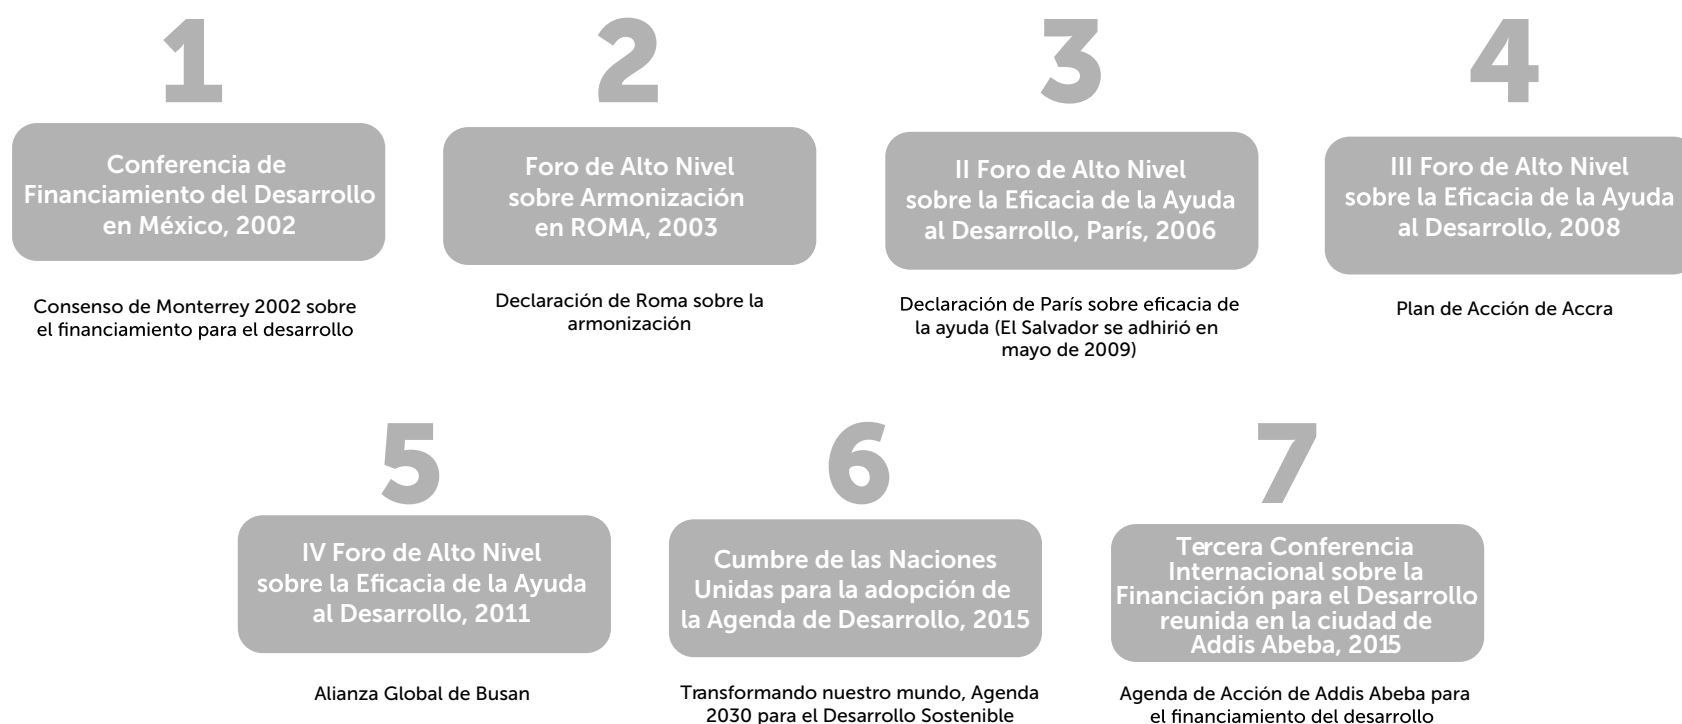 1
Conferencia de
Financiamiento del Desarrollo
en México, 2002
Consenso de Monterrey 2002 sobre
el financiamiento para el desarrollo
2
Foro de Alto Nivel
sobre Armonización
en ROMA, 2003
Declaración de Roma sobre la
armonización
3
II Foro de Alto Nivel
sobre la Eficacia de la Ayuda
al Desarrollo, París, 2006
Declaración de París sobre eficacia de
la ayuda (El Salvador se adhirió en
mayo de 2009)
4
III Foro de Alto Nivel
sobre la Eficacia de la Ayuda
al Desarrollo, 2008
Plan de Acción de Accra
5
IV Foro de Alto Nivel
sobre la Eficacia de la Ayuda
al Desarrollo, 2011
Alianza Global de Busan
6
Cumbre de las Naciones
Unidas para la adopción de
la Agenda de Desarrollo, 2015
Transformando nuestro mundo, Agenda
2030 para el Desarrollo Sostenible
7
Tercera Conferencia
Internacional sobre la
Financiación para el Desarrollo
reunida en la ciudad de
Addis Abeba, 2015
Agenda de Acción de Addis Abeba para
el financiamiento del desarrollo